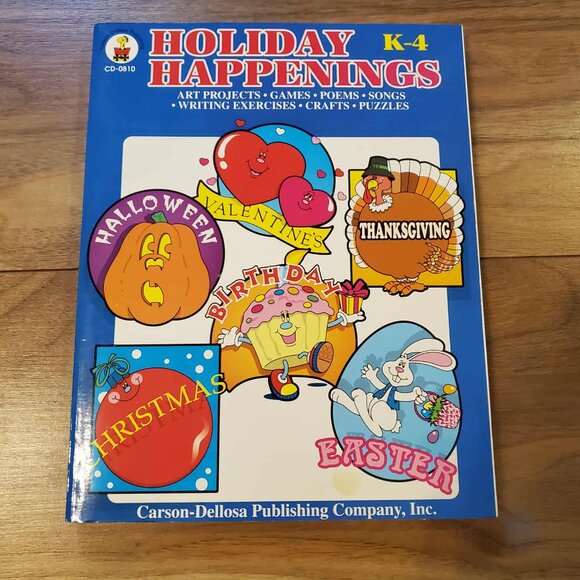 HOLIDAY
HAPPENINGS
K-4
CD-0810
ART PROJECTS • GAMES • POEMS • SONGS
• WRITING EXERCISES • CRAFTS • PUZZLES
HALLOWEEN
VALENTINE'S
THANKSGIVING
BIRTHDAY
CHRISTMAS
EASTER
Carson-Dellosa Publishing Company, Inc.